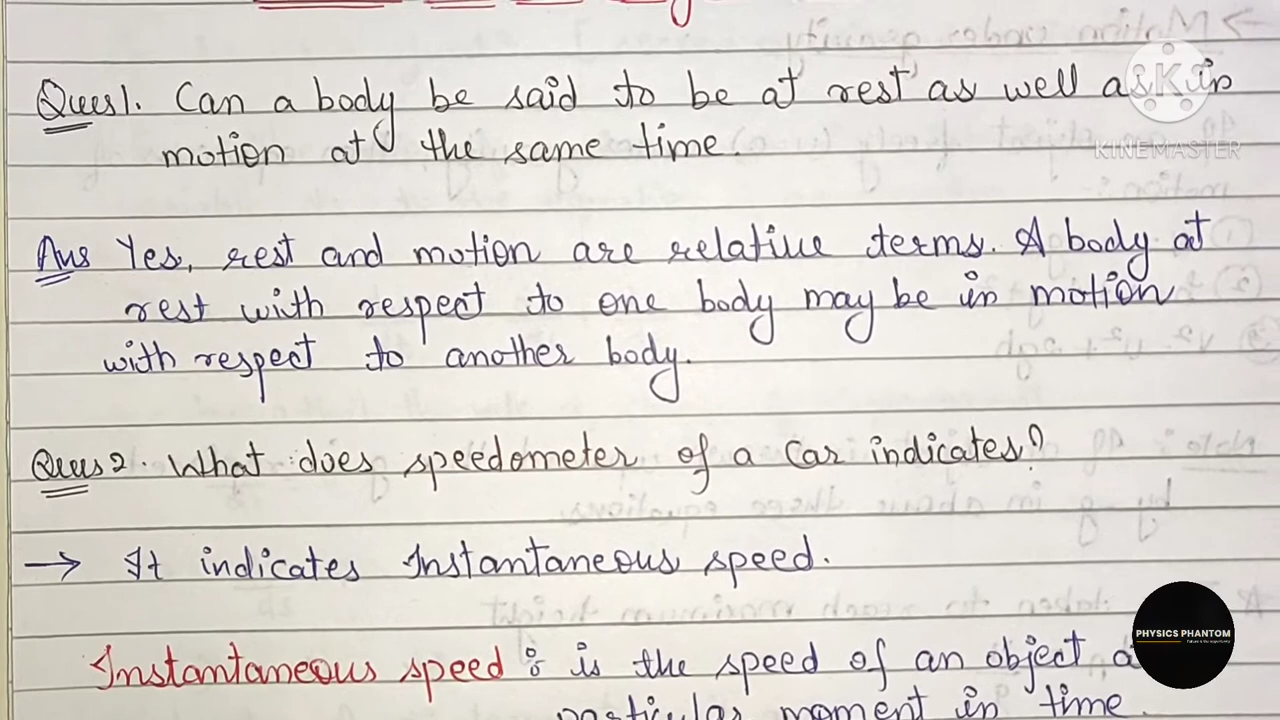 Ques1. Can a body be said to be at rest as well as in
motion at the same time.
Ans Yes, rest and motion are relative terms. A body at
rest with respect to one body may be in motion
with respect to another body.
Ques 2. What does speedometer of a Car indicates?
→ It indicates Instantaneous speed.
Instantaneous speed : is the speed of an object
particular moment in time.
KINEMASTER
PHYSICS PHANTOM